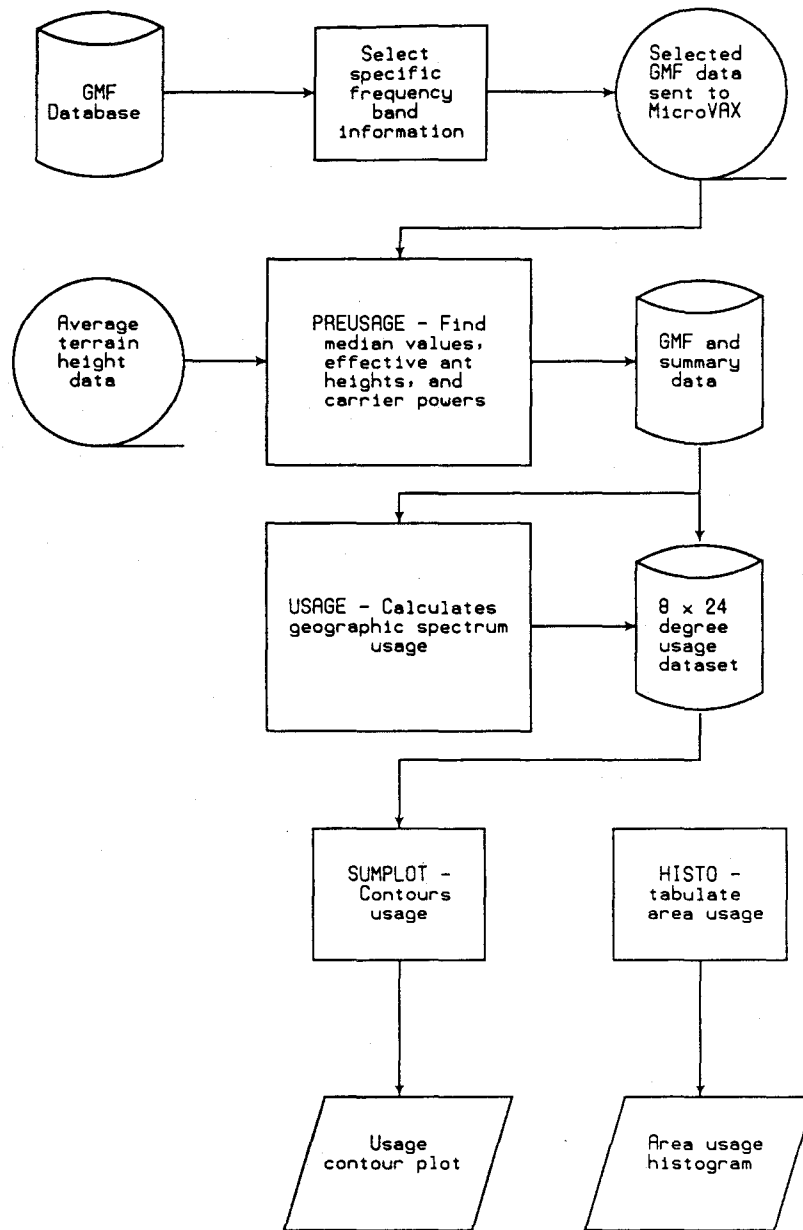 GMF
Database
Select
specific
frequency
band
information
Selected
GMF data
sent to
MicroVAX
Average
terrain
height
data
PREUSAGE - Find
median values,
effective ant
heights, and
carrier powers
GMF and
summary
data
USAGE - Calculates
geographic spectrum
usage
8 x 24
degree
usage
dataset
SUMPLOT -
Contours
usage
HISTO -
tabulate
area usage
Usage
contour plot
Area usage
histogram